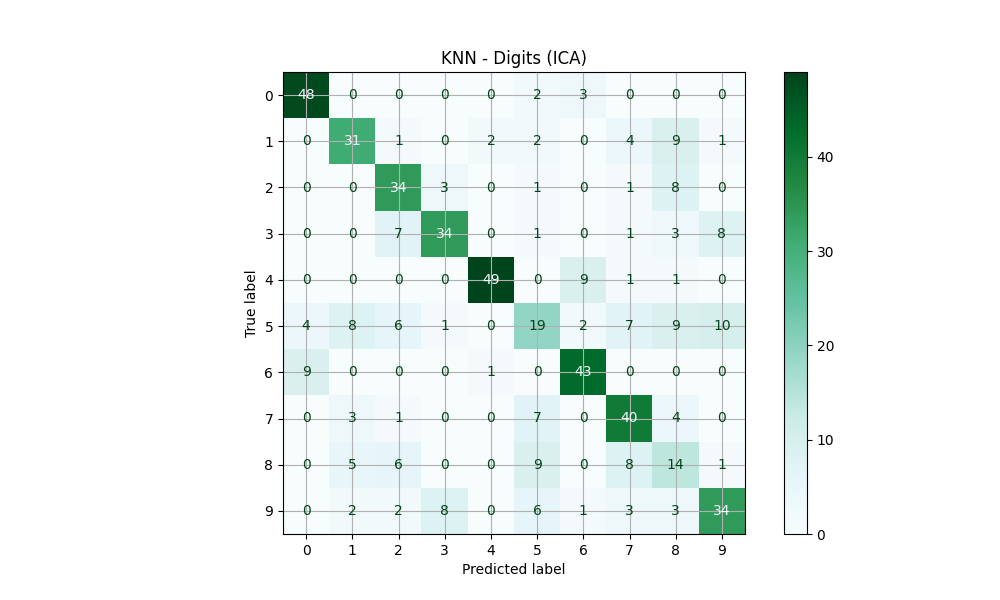 KNN - Digits (ICA)
0 48 0 0 0 0 2 3 0 0 0
1 0 31 1 0 2 2 0 4 9 1
2 0 0 34 3 0 1 0 1 8 0
3 0 0 7 34 0 1 0 1 3 8
4 0 0 0 0 49 0 9 1 1 0
5 4 8 6 1 0 19 2 7 9 10
6 9 0 0 0 1 0 43 0 0 0
7 0 3 1 0 0 7 0 40 4 0
8 0 5 6 0 0 9 0 8 14 1
9 0 2 2 8 0 6 1 3 3 34
0 1 2 3 4 5 6 7 8 9
Predicted label
True label
40
30
20
10
0